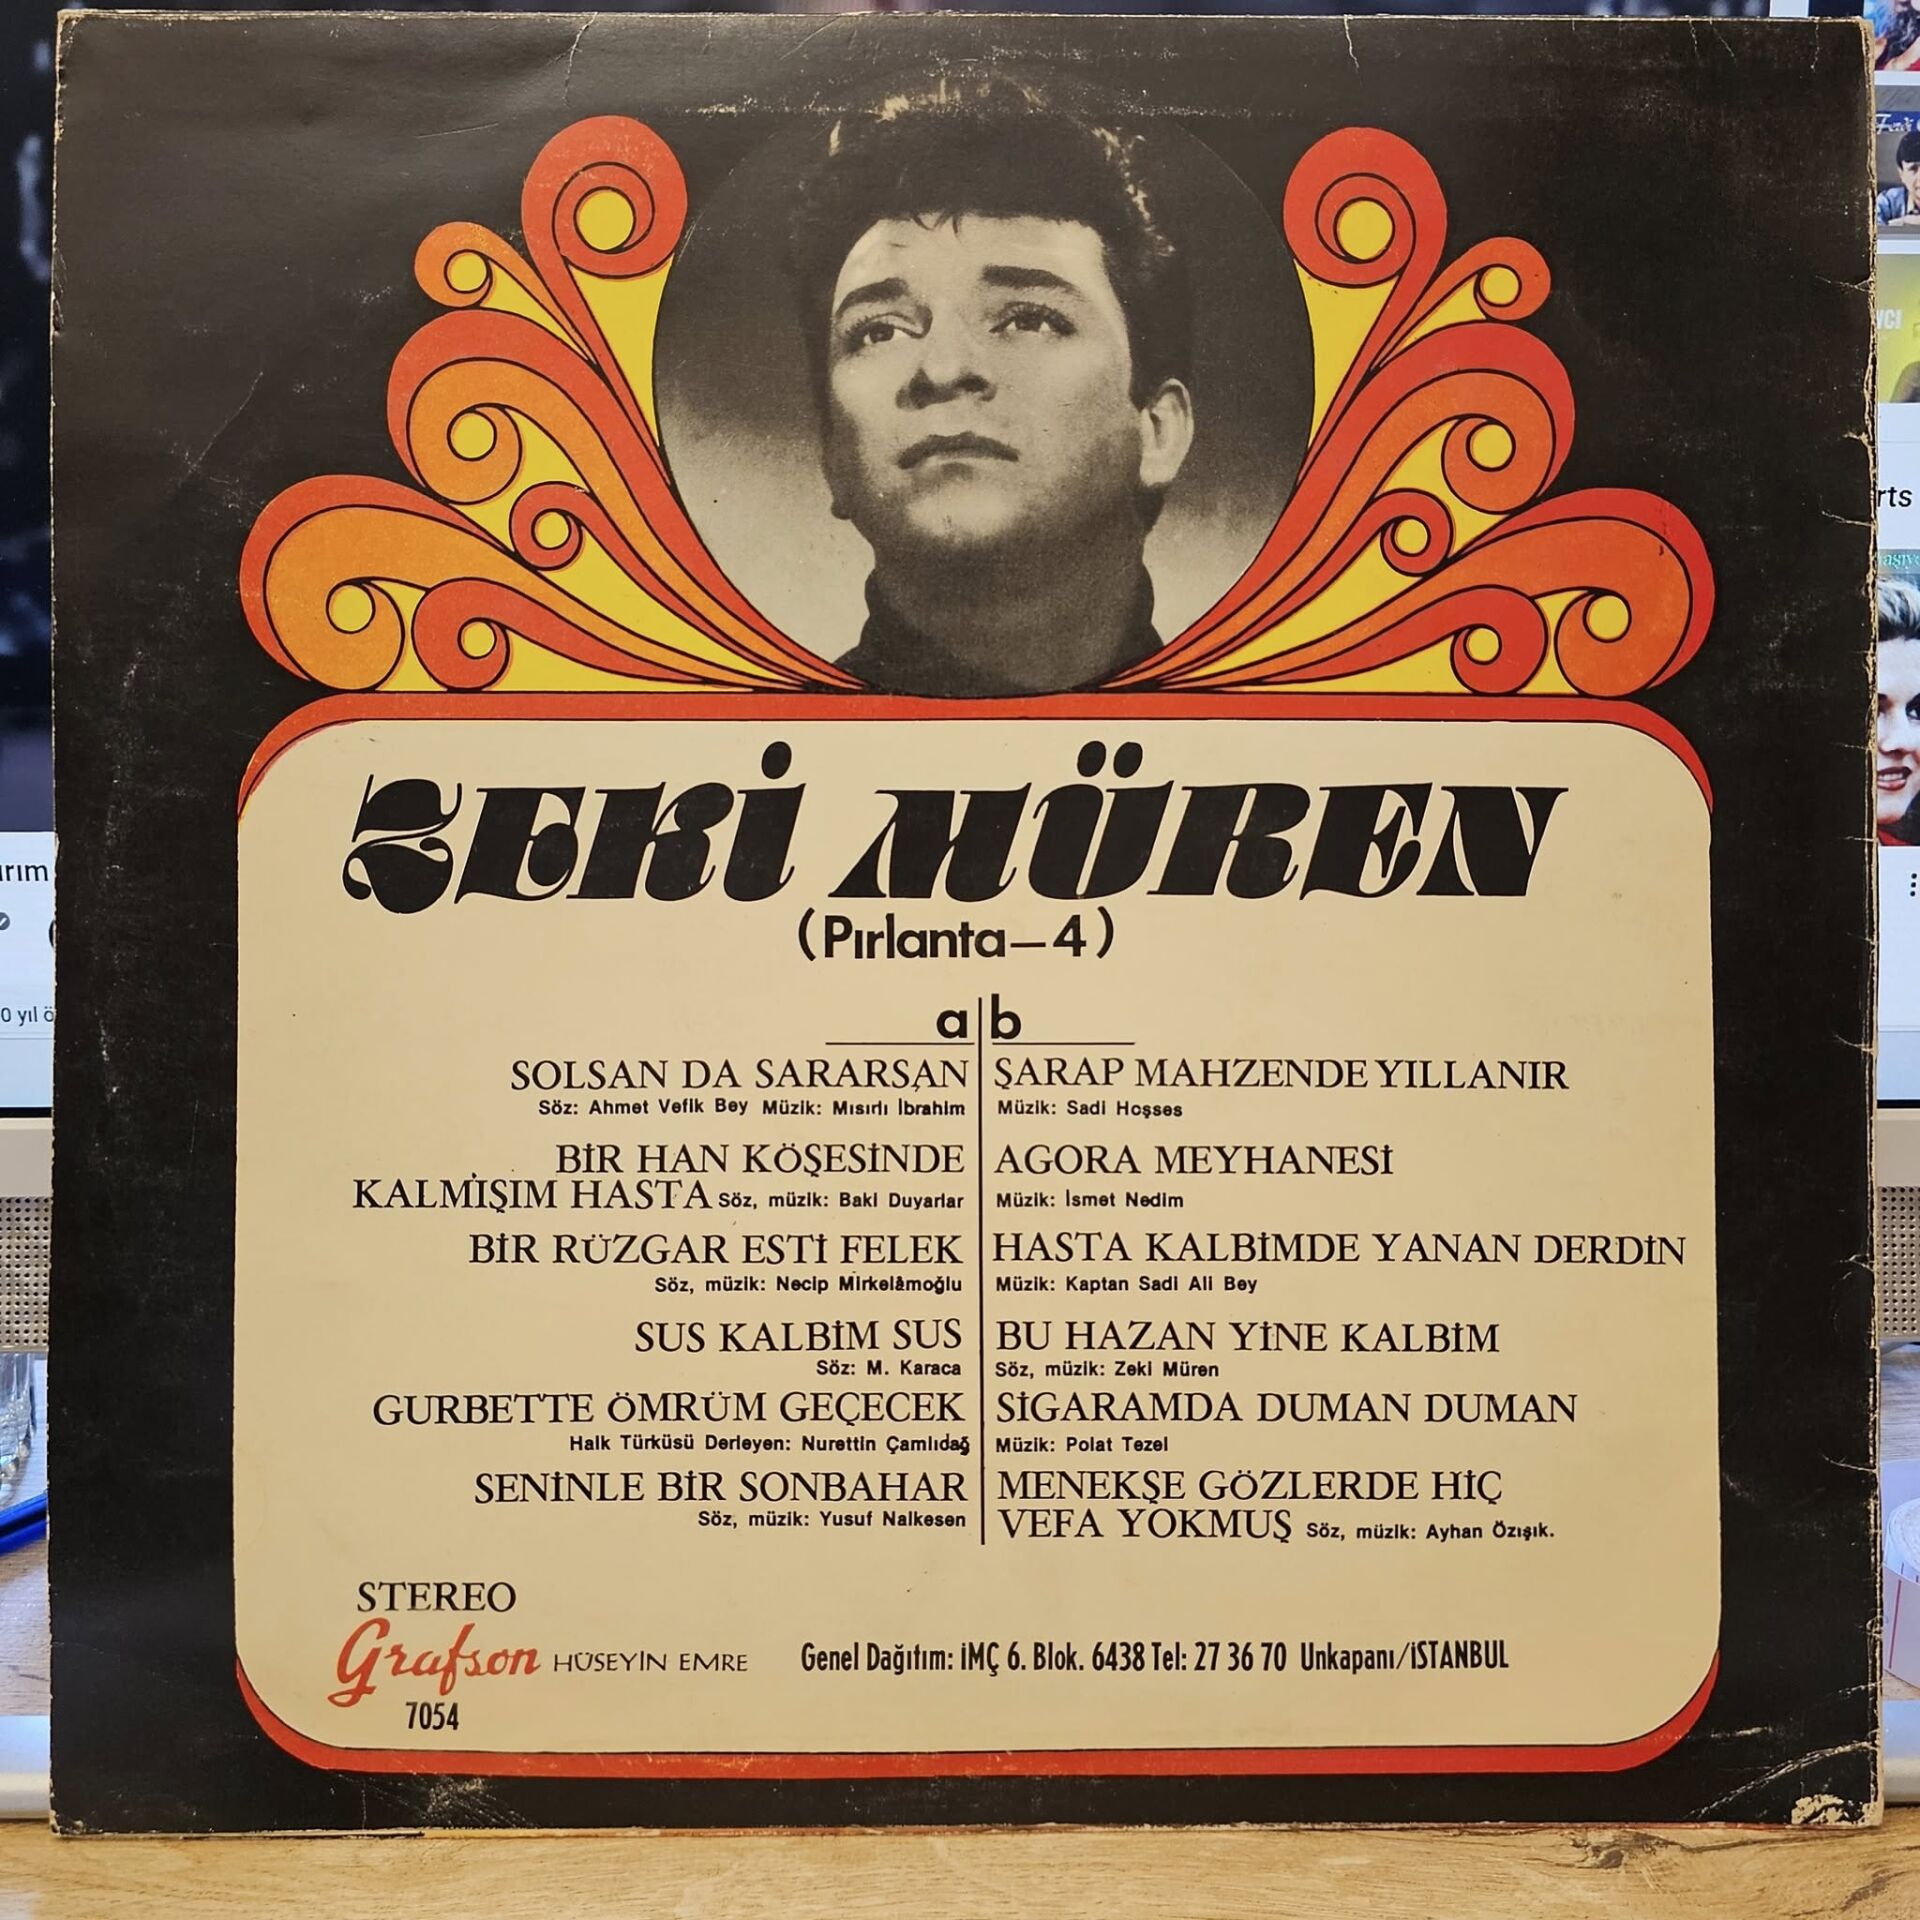 ZEKİ MÜREN
(Pırlanta–4)
a b
SOLSAN DA SARARSAN
Söz: Ahmet Vefik Bey Müzik: Mısırlı İbrahim
BİR HAN KÖŞESİNDE
KALMIŞIM HASTA Söz, müzik: Baki Duyarlar
BİR RÜZGAR ESTİ FELEK
Söz, müzik: Necip Mirkelâmoğlu
SUS KALBİM SUS
Söz: M. Karaca
GURBETTE ÖMRÜM GEÇECEK
Halk Türküsü Derleyen: Nurettin Çamlıdağ
SENİNLE BİR SONBAHAR
Söz, müzik: Yusuf Nalkesen
ŞARAP MAHZENDE YILLANIR
Müzik: Sadi Hoşses
AGORA MEYHANESİ
Müzik: İsmet Nedim
HASTA KALBİMDE YANAN DERDİN
Müzik: Kaptan Sadi Ali Bey
BU HAZAN YİNE KALBİM
Söz, müzik: Zeki Müren
SİGARAMDA DUMAN DUMAN
Müzik: Polat Tezel
MENEKŞE GÖZLERDE HİÇ
VEFA YOKMUŞ Söz, müzik: Ayhan Özışık.
STEREO
Grafson HÜSEYİN EMRE Genel Dağıtım: İMÇ 6. Blok. 6438 Tel: 27 36 70 Unkapanı/İSTANBUL
7054